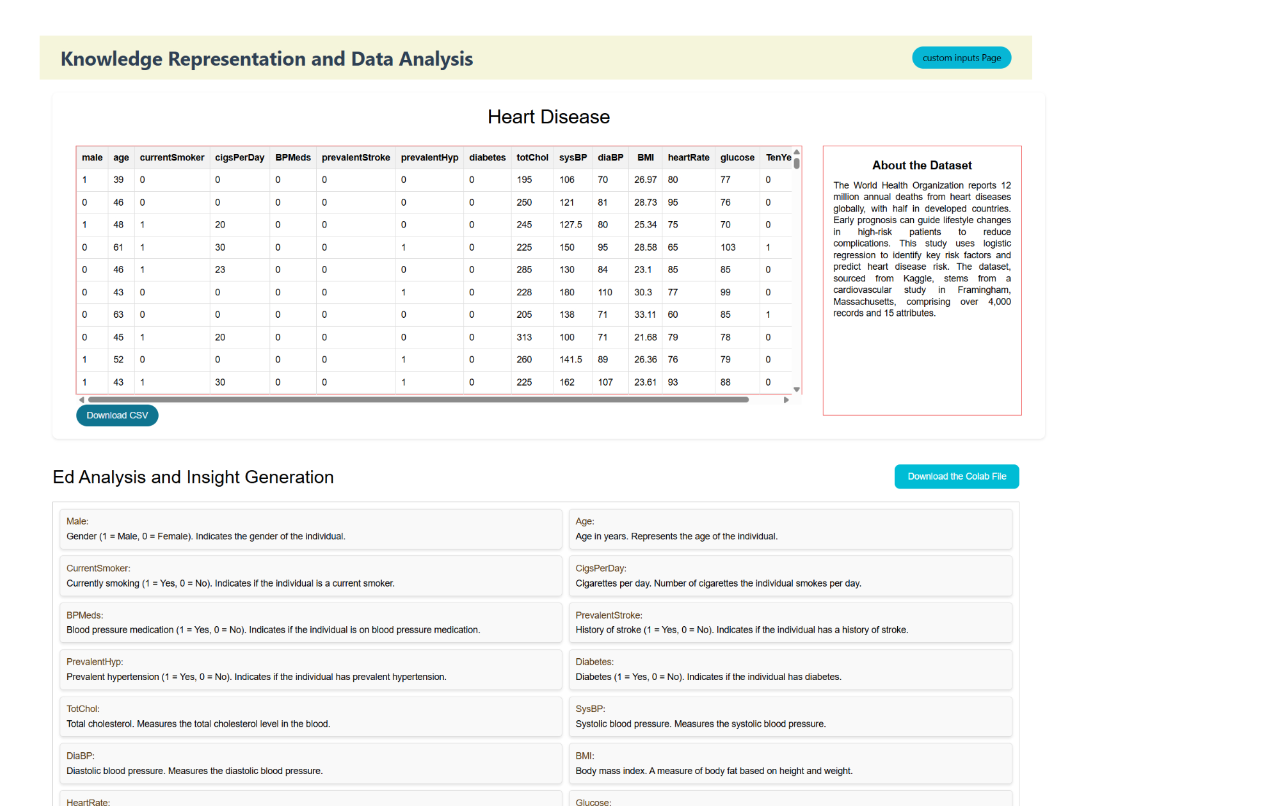 Knowledge Representation and Data Analysis
custom inputs Page
Heart Disease
male age currentSmoker cigsPerDay BPMeds prevalentStroke prevalentHyp diabetes totChol sysBP diaBP BMI heartRate glucose TenYe
1 39 0 0 0 0 0 0 195 106 70 26.97 80 77 0
0 46 0 0 0 0 0 0 250 121 81 28.73 95 76 0
1 48 1 20 0 0 0 0 245 127.5 80 25.34 75 70 0
0 61 1 30 0 0 1 0 225 150 95 28.58 65 103 1
0 46 1 23 0 0 0 0 285 130 84 23.1 85 85 0
0 43 0 0 0 0 1 0 228 180 110 30.3 77 99 0
0 63 0 0 0 0 0 0 205 138 71 33.11 60 85 1
0 45 1 20 0 0 0 0 313 100 71 21.68 79 78 0
1 52 0 0 0 0 1 0 260 141.5 89 26.36 76 79 0
1 43 1 30 0 0 1 0 225 162 107 23.61 93 88 0
Download CSV
About the Dataset
The World Health Organization reports 12
million annual deaths from heart diseases
globally, with half in developed countries.
Early prognosis can guide lifestyle changes
in high-risk patients to reduce
complications. This study uses logistic
regression to identify key risk factors and
predict heart disease risk. The dataset,
sourced from Kaggle, stems from a
cardiovascular study in Framingham,
Massachusetts, comprising over 4,000
records and 15 attributes.
Ed Analysis and Insight Generation
Download the Colab File
Male:
Gender (1 = Male, 0 = Female). Indicates the gender of the individual.
Age:
Age in years. Represents the age of the individual.
CurrentSmoker:
Currently smoking (1 = Yes, 0 = No). Indicates if the individual is a current smoker.
CigsPerDay:
Cigarettes per day. Number of cigarettes the individual smokes per day.
BPMeds:
Blood pressure medication (1 = Yes, 0 = No). Indicates if the individual is on blood pressure medication.
PrevalentStroke:
History of stroke (1 = Yes, 0 = No). Indicates if the individual has a history of stroke.
PrevalentHyp:
Prevalent hypertension (1 = Yes, 0 = No). Indicates if the individual has prevalent hypertension.
Diabetes:
Diabetes (1 = Yes, 0 = No). Indicates if the individual has diabetes.
TotChol:
Total cholesterol. Measures the total cholesterol level in the blood.
SysBP:
Systolic blood pressure. Measures the systolic blood pressure.
DiaBP:
Diastolic blood pressure. Measures the diastolic blood pressure.
BMI:
Body mass index. A measure of body fat based on height and weight.
HeartRate:
Glucose: